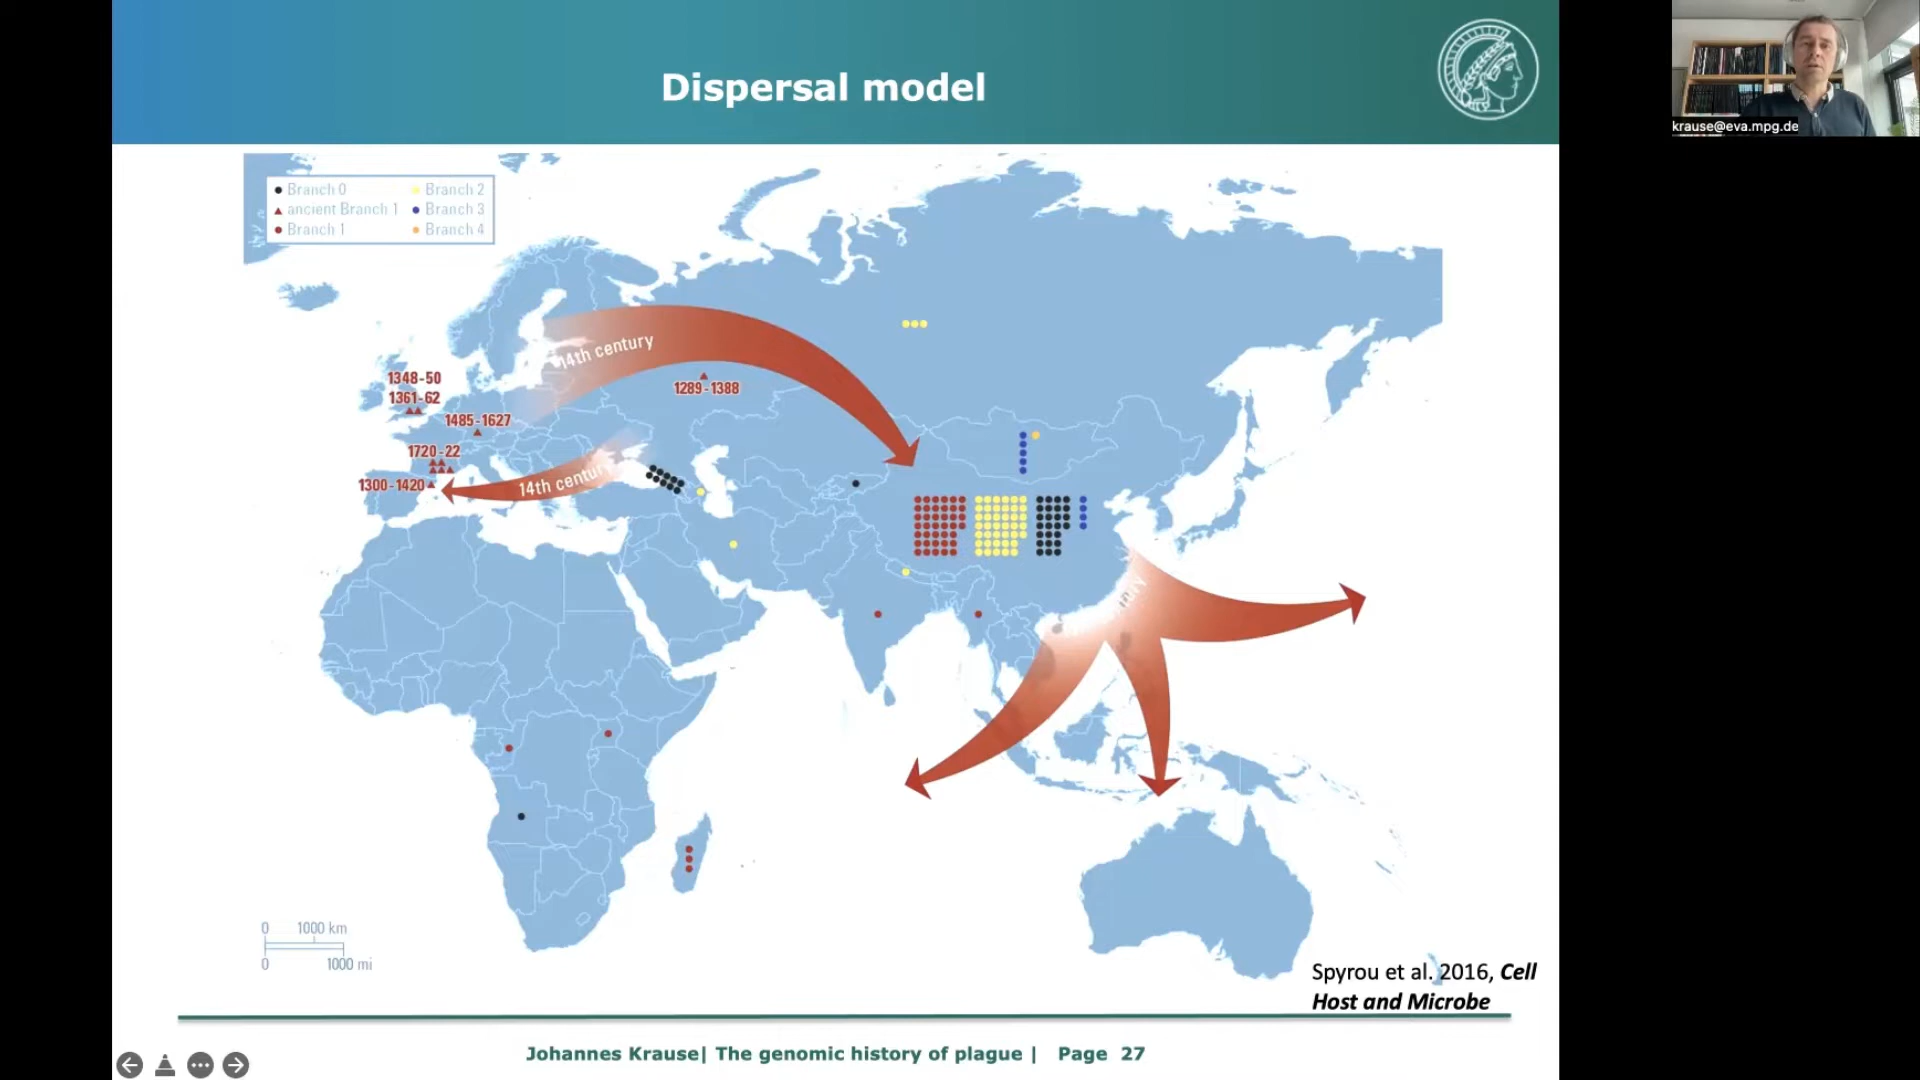 Dispersal model
krause@eva.mpg.de
Branch 0
ancient Branch 1
Branch 1
Branch 2
Branch 3
Branch 4
14th century
1289-1388
1348-50
1361-62
1485-1627
1720-22
1300-1420
14th century
0 1000 km
0 1000 mi
Spyrou et al. 2016, Cell
Host and Microbe
Johannes Krause| The genomic history of plague | Page 27